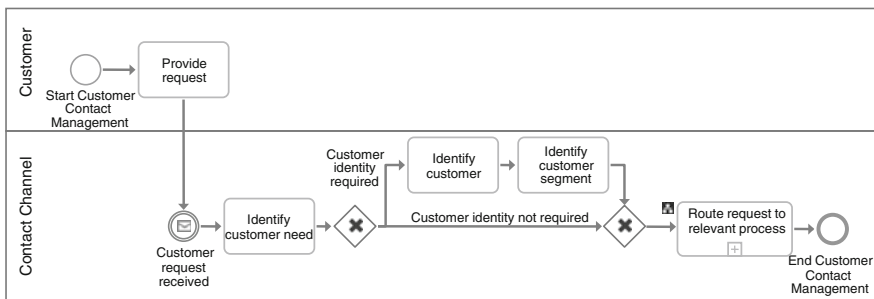 Customer
Provide
request
Start Customer
Contact
Management
Contact Channel
Customer
identity
required
Identify
customer
Identify
customer
segment
Identify
customer need
Customer identity not required
Route request to
relevant process
Customer
request
received
End Customer
Contact
Management